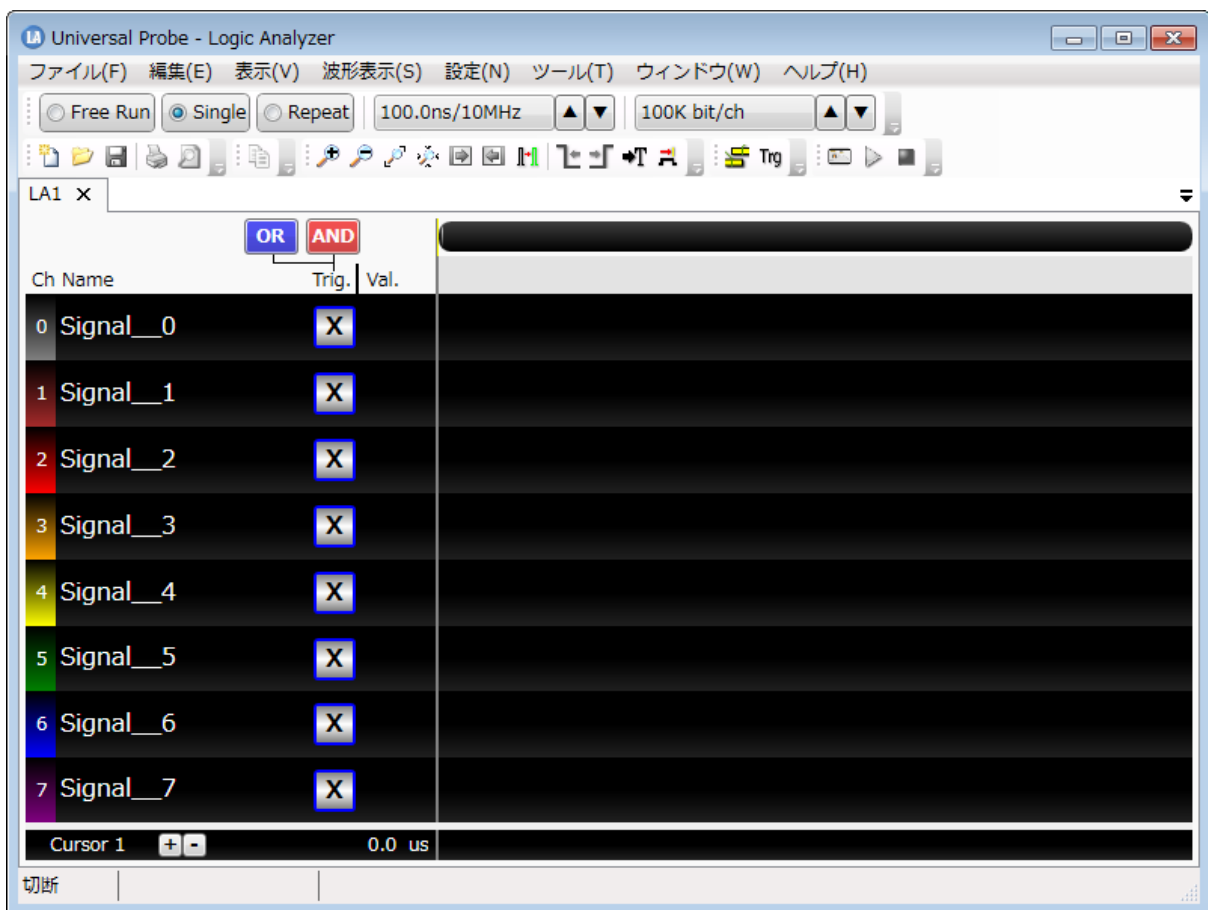 LA Universal Probe - Logic Analyzer
ファイル(F) 編集(E) 表示(V) 波形表示(S) 設定(N) ツール(T) ウィンドウ(W) ヘルプ(H)
Free Run Single Repeat 100.0ns/10MHz ▲ ▼ 100K bit/ch ▲ ▼
T Trg
LA1 X
OR AND
Ch Name Trig. Val.
0 Signal__0 X
1 Signal__1 X
2 Signal__2 X
3 Signal__3 X
4 Signal__4 X
5 Signal__5 X
6 Signal__6 X
7 Signal__7 X
Cursor 1 + - 0.0 us
切断